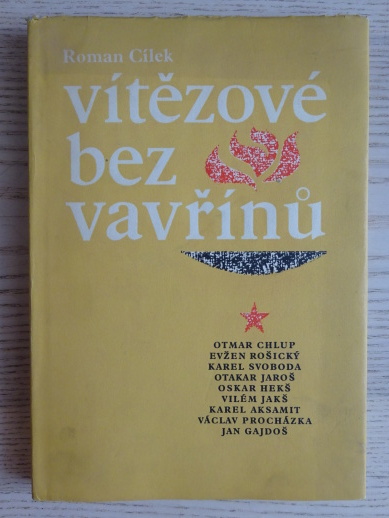 Roman Cílek
vítězové
bez
vavřínů
OTMAR CHLUP
EVŽEN ROŠICKÝ
KAREL SVOBODA
OTAKAR JAROŠ
OSKAR HEKŠ
VILÉM JAKŠ
KAREL AKSAMIT
VÁCLAV PROCHÁZKA
JAN GAJDOŠ